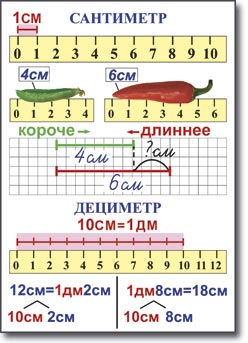 1см САНТИМЕТР
0 1 2 3 4 5 6 7 8 9 10
4см 6см
0 1 2 3 4 0 1 2 3 4 5 6
короче длиннее
4см ?см
6см
ДЕЦИМЕТР
10см=1дм
0 1 2 3 4 5 6 7 8 9 10 11 12
12см=1дм2см 1дм8см=18см
10см 2см 10см 8см